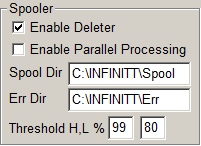 Spooler
Enable Deleter
Enable Parallel Processing
Spool Dir C:\INFINITT\Spool
Err Dir C:\INFINITT\Err
Threshold H,L % 99 80